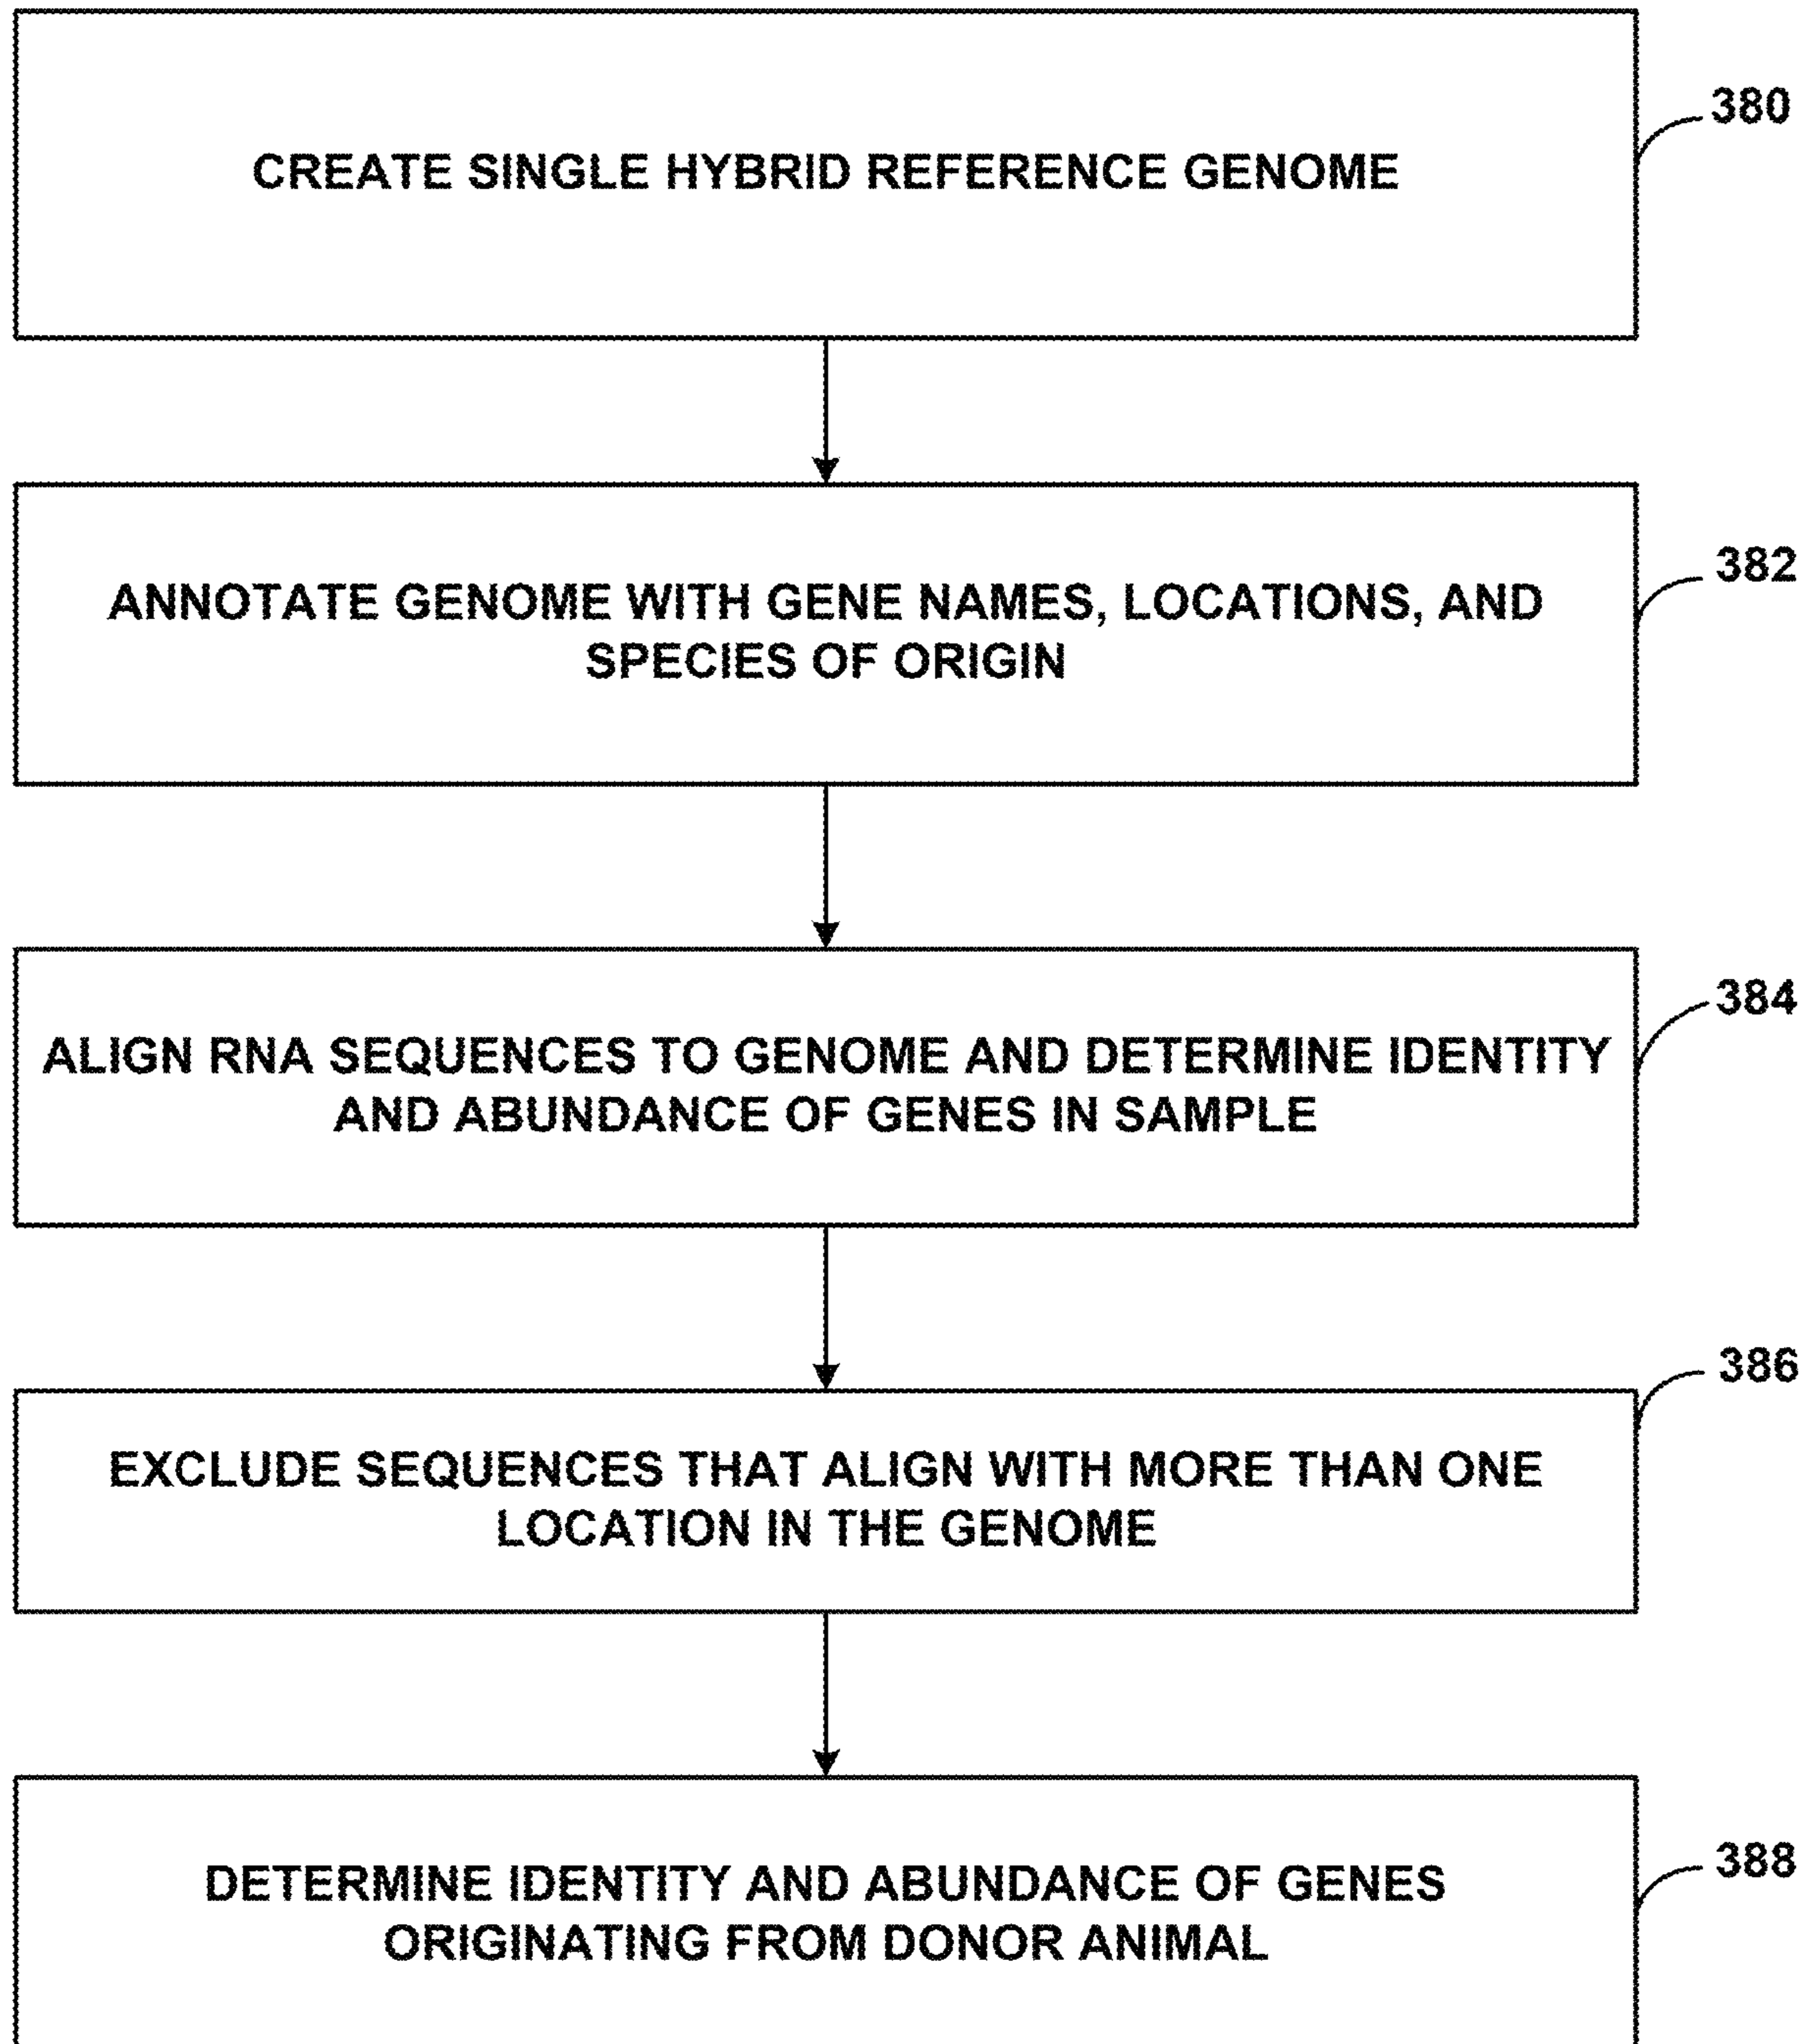 CREATE SINGLE HYBRID REFERENCE GENOME
380
ANNOTATE GENOME WITH GENE NAMES, LOCATIONS, AND
SPECIES OF ORIGIN
382
ALIGN RNA SEQUENCES TO GENOME AND DETERMINE IDENTITY
AND ABUNDANCE OF GENES IN SAMPLE
384
EXCLUDE SEQUENCES THAT ALIGN WITH MORE THAN ONE
LOCATION IN THE GENOME
386
DETERMINE IDENTITY AND ABUNDANCE OF GENES
ORIGINATING FROM DONOR ANIMAL
388